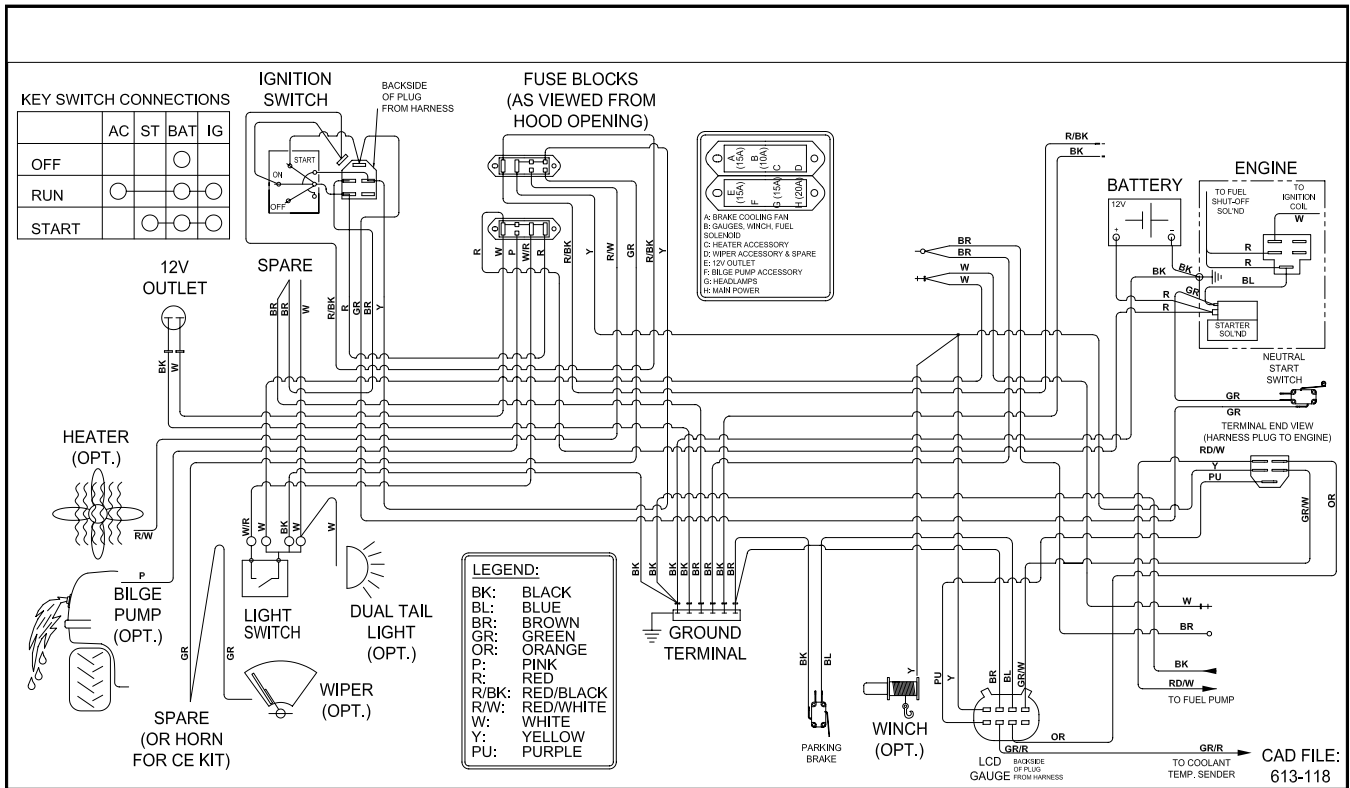 KEY SWITCH CONNECTIONS
AC ST BAT IG
OFF
RUN
START
IGNITION
SWITCH
BACKSIDE
OF PLUG
FROM HARNESS
START
ON
OFF
FUSE BLOCKS
(AS VIEWED FROM
HOOD OPENING)
A
(15A)
B
(10A)
C
D
E
(15A)
F
G (15A)
H (20A)
A: BRAKE COOLING FAN
B: GAUGES, WINCH, FUEL
SOLENOID
C: HEATER ACCESSORY
D: WIPER ACCESSORY & SPARE
E: 12V OUTLET
F: BILGE PUMP ACCESSORY
G: HEADLAMPS
H: MAIN POWER
R/BK
BK
BATTERY
12V
+
-
ENGINE
TO FUEL
SHUT-OFF
SOL'ND
TO
IGNITION
COIL
W
R
R
BL
BK
BK
GR
R
R
STARTER
SOL'ND
NEUTRAL
START
SWITCH
GR
GR
TERMINAL END VIEW
(HARNESS PLUG TO ENGINE)
RD/W
Y
PU
GR/W
OR
BR
BR
W
W
12V
OUTLET
BK
W
SPARE
BR
BR
W
R/BK
R
GR
BR
Y
R
W
P
W/R
R
R/BK
Y
R/W
GR
R/BK
Y
HEATER
(OPT.)
R/W
P
BILGE
PUMP
(OPT.)
W/R
W
BK
W
W
LIGHT
SWITCH
DUAL TAIL
LIGHT
(OPT.)
GR
GR
SPARE
(OR HORN
FOR CE KIT)
WIPER
(OPT.)
LEGEND:
BK: BLACK
BL: BLUE
BR: BROWN
GR: GREEN
OR: ORANGE
P: PINK
R: RED
R/BK: RED/BLACK
R/W: RED/WHITE
W: WHITE
Y: YELLOW
PU: PURPLE
BK
BK
BK
BR
BR
BK
BR
GROUND
TERMINAL
BK
BL
PARKING
BRAKE
Y
WINCH
(OPT.)
PU
Y
BR
BL
GR/W
LCD
GAUGE
BACKSIDE
OF PLUG
FROM HARNESS
OR
GR/R
GR/R
TO COOLANT
TEMP. SENDER
W
BR
BK
RD/W
TO FUEL PUMP
CAD FILE:
613-118